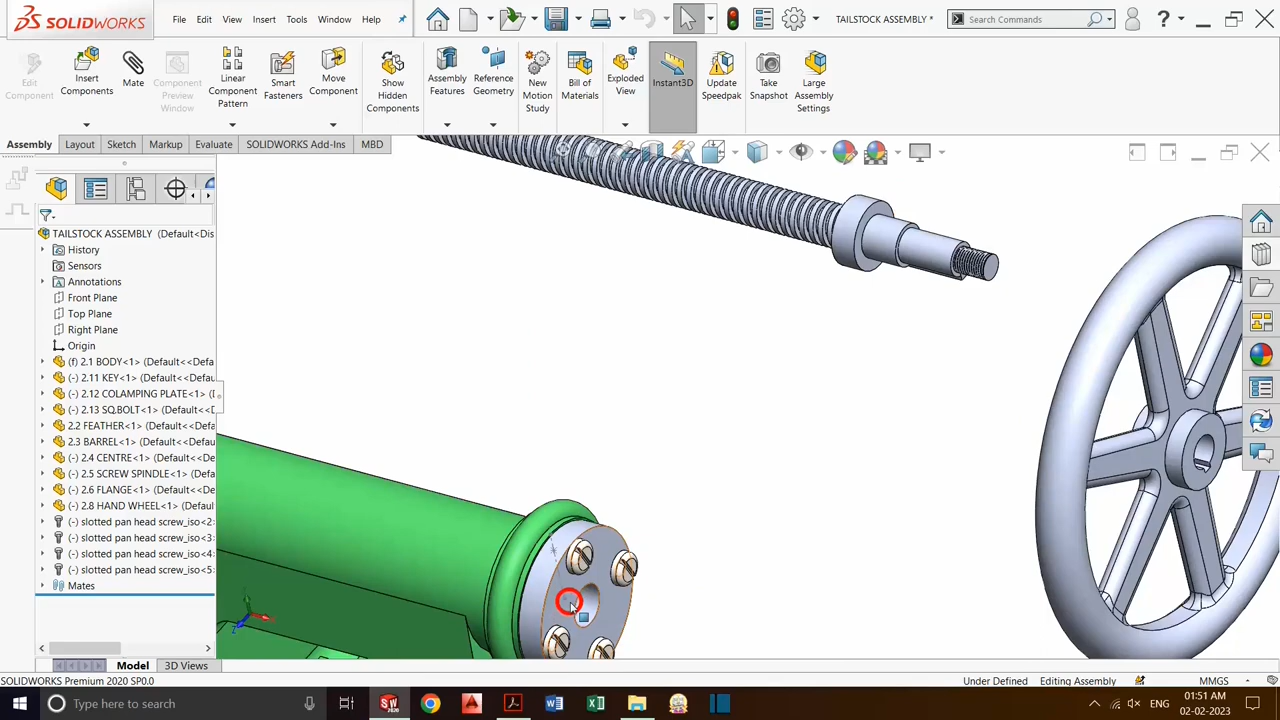 SOLIDWORKS
File Edit View Insert Tools Window Help
TAILSTOCK ASSEMBLY *
Search Commands
Edit Component
Insert Components
Mate
Component Preview Window
Linear Component Pattern
Smart Fasteners
Move Component
Show Hidden Components
Assembly Features
Reference Geometry
New Motion Study
Bill of Materials
Exploded View
Instant3D
Update Speedpak
Take Snapshot
Large Assembly Settings
Assembly Layout Sketch Markup Evaluate SOLIDWORKS Add-Ins MBD
TAILSTOCK ASSEMBLY (Default<Dis
History
Sensors
Annotations
Front Plane
Top Plane
Right Plane
Origin
(f) 2.1 BODY<1> (Default<<Defa
(-) 2.11 KEY<1> (Default<<Defau
(-) 2.12 COLAMPING PLATE<1> (
(-) 2.13 SQ.BOLT<1> (Default<<D
2.2 FEATHER<1> (Default<<Defau
2.3 BARREL<1> (Default<<Defaul
(-) 2.4 CENTRE<1> (Default<<Def
(-) 2.5 SCREW SPINDLE<1> (Defau
(-) 2.6 FLANGE<1> (Default<<Def
(-) 2.8 HAND WHEEL<1> (Default
(-) slotted pan head screw_iso<2>
(-) slotted pan head screw_iso<3>
(-) slotted pan head screw_iso<4>
(-) slotted pan head screw_iso<5>
Mates
Model 3D Views
SOLIDWORKS Premium 2020 SP0.0
Under Defined Editing Assembly MMGS
Type here to search
ENG
01:51 AM
02-02-2023